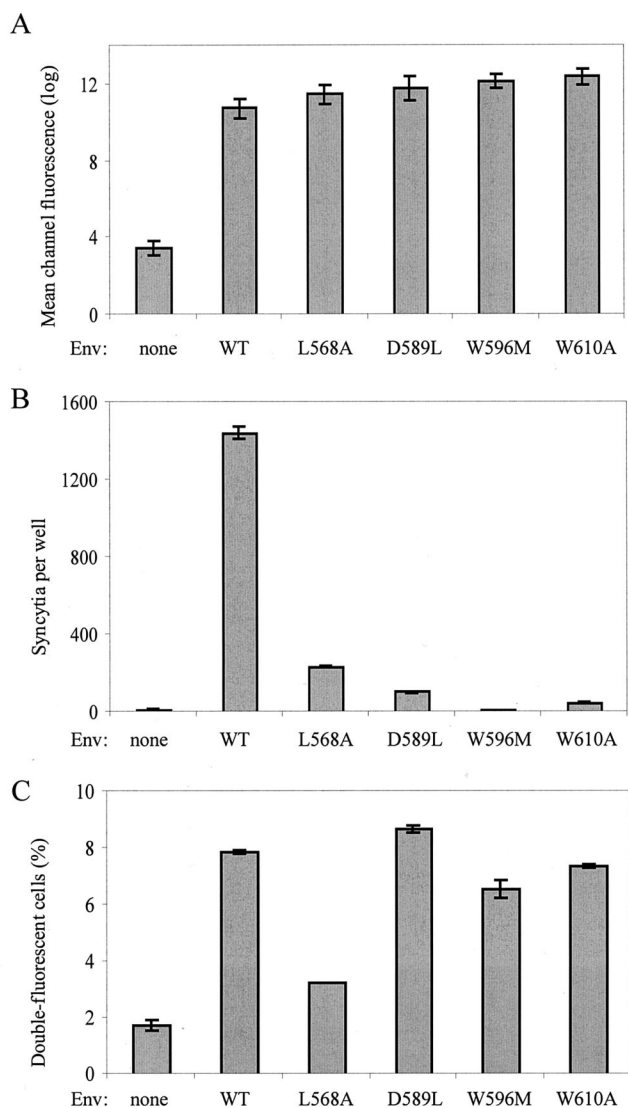 A
Mean channel fluorescence (log)
12
8
4
0
Env: none WT L568A D589L W596M W610A
B
Syncytia per well
1600
1200
800
400
0
Env: none WT L568A D589L W596M W610A
C
Double-fluorescent cells (%)
10
8
6
4
2
0
Env: none WT L568A D589L W596M W610A